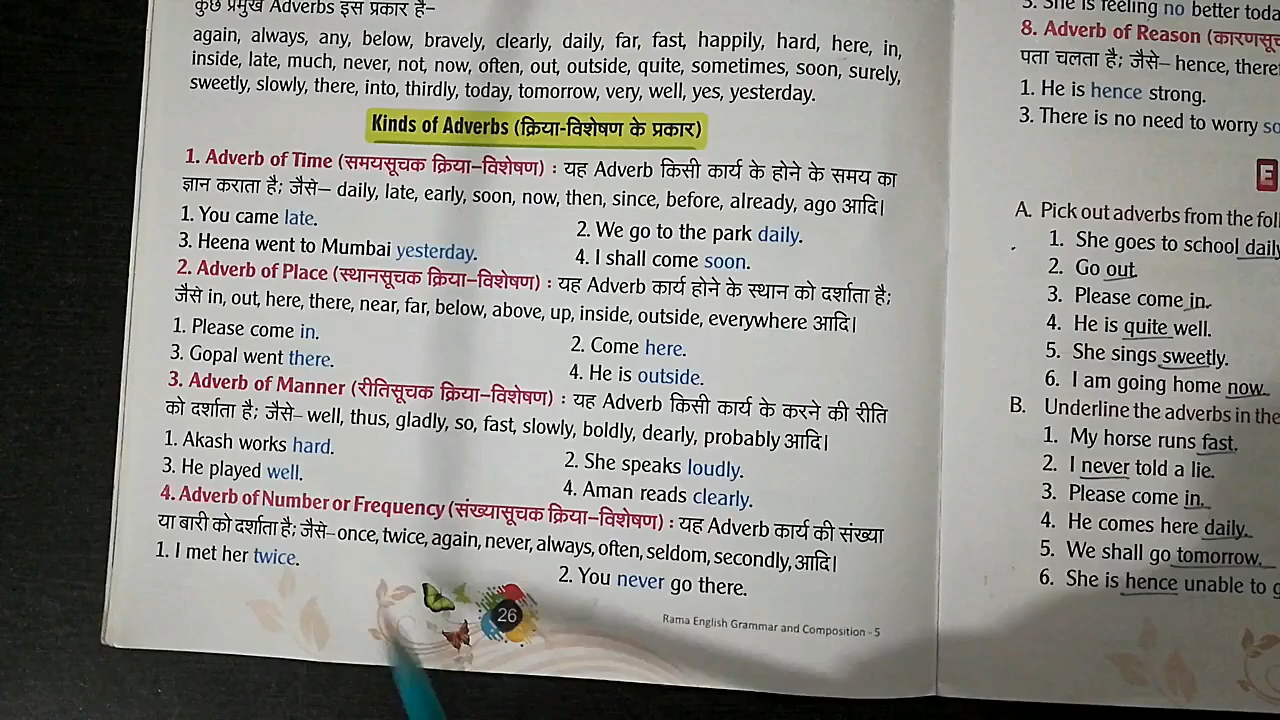 कुछ प्रमुख Adverbs इस प्रकार हैं–
again, always, any, below, bravely, clearly, daily, far, fast, happily, hard, here, in,
inside, late, much, never, not, now, often, out, outside, quite, sometimes, soon, surely,
sweetly, slowly, there, into, thirdly, today, tomorrow, very, well, yes, yesterday.
Kinds of Adverbs (क्रिया-विशेषण के प्रकार)
1. Adverb of Time (समयसूचक क्रिया–विशेषण) : यह Adverb किसी कार्य के होने के समय का
ज्ञान कराता है; जैसे– daily, late, early, soon, now, then, since, before, already, ago आदि।
1. You came late.
2. We go to the park daily.
3. Heena went to Mumbai yesterday.
4. I shall come soon.
2. Adverb of Place (स्थानसूचक क्रिया–विशेषण) : यह Adverb कार्य होने के स्थान को दर्शाता है;
जैसे in, out, here, there, near, far, below, above, up, inside, outside, everywhere आदि।
1. Please come in.
2. Come here.
3. Gopal went there.
4. He is outside.
3. Adverb of Manner (रीतिसूचक क्रिया–विशेषण) : यह Adverb किसी कार्य के करने की रीति
को दर्शाता है; जैसे– well, thus, gladly, so, fast, slowly, boldly, dearly, probably आदि।
1. Akash works hard.
2. She speaks loudly.
3. He played well.
4. Aman reads clearly.
4. Adverb of Number or Frequency (संख्यासूचक क्रिया–विशेषण) : यह Adverb कार्य की संख्या
या बारी को दर्शाता है; जैसे–once, twice, again, never, always, often, seldom, secondly, आदि।
1. I met her twice.
2. You never go there.
26
Rama English Grammar and Composition - 5
3. She is feeling no better toda
8. Adverb of Reason (कारणसूच
पता चलता है; जैसे– hence, there
1. He is hence strong.
3. There is no need to worry so
E
A. Pick out adverbs from the fol
1. She goes to school daily
2. Go out.
3. Please come in.
4. He is quite well.
5. She sings sweetly.
6. I am going home now.
B. Underline the adverbs in the
1. My horse runs fast.
2. I never told a lie.
3. Please come in.
4. He comes here daily.
5. We shall go tomorrow.
6. She is hence unable to g